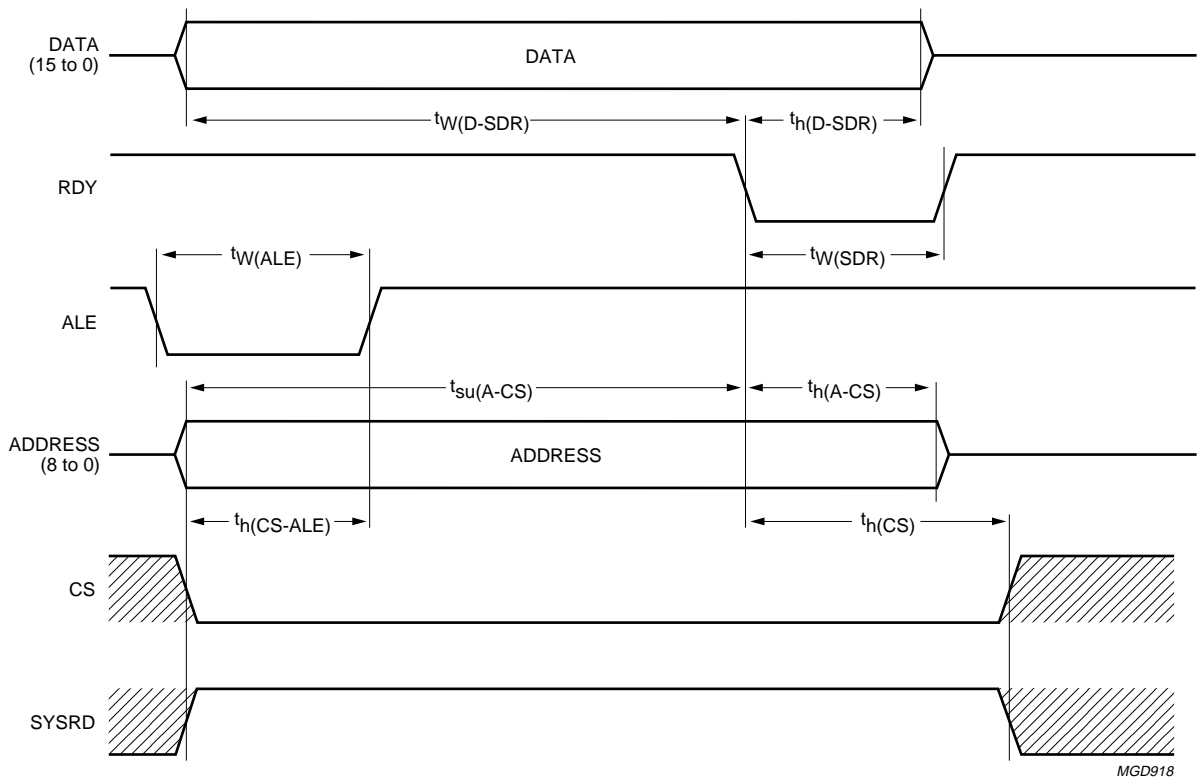 DATA
(15 to 0)
DATA
tW(D-SDR)
th(D-SDR)
RDY
tW(ALE)
tW(SDR)
ALE
tsu(A-CS)
th(A-CS)
ADDRESS
(8 to 0)
ADDRESS
th(CS-ALE)
th(CS)
CS
SYSRD
MGD918